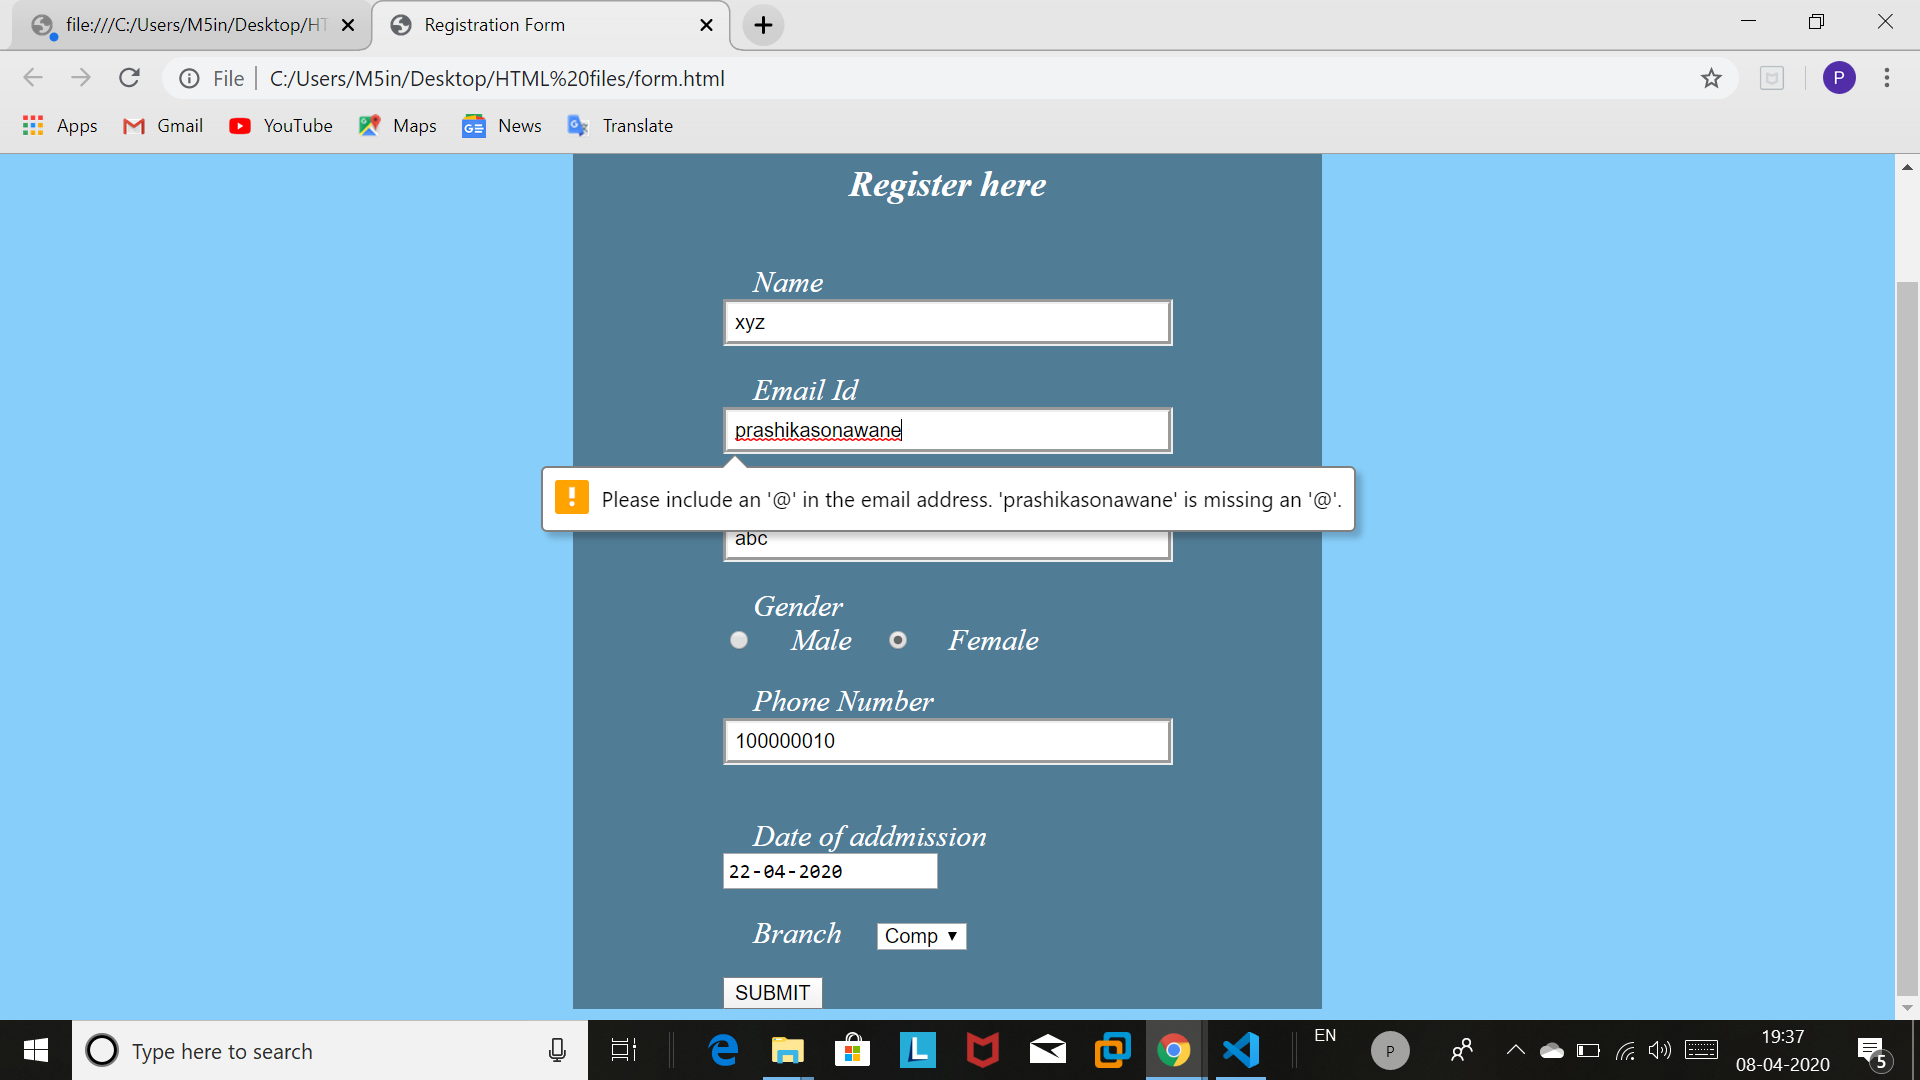 file:///C:/Users/M5in/Desktop/HT
Registration Form
File
C:/Users/M5in/Desktop/HTML%20files/form.html
P
Apps
Gmail
YouTube
Maps
News
Translate
Register here
Name
xyz
Email Id
prashikasonawane
Please include an '@' in the email address. 'prashikasonawane' is missing an '@'.
abc
Gender
Male
Female
Phone Number
100000010
Date of addmission
22-04-2020
Branch
Comp
SUBMIT
Type here to search
EN
P
19:37
08-04-2020
5